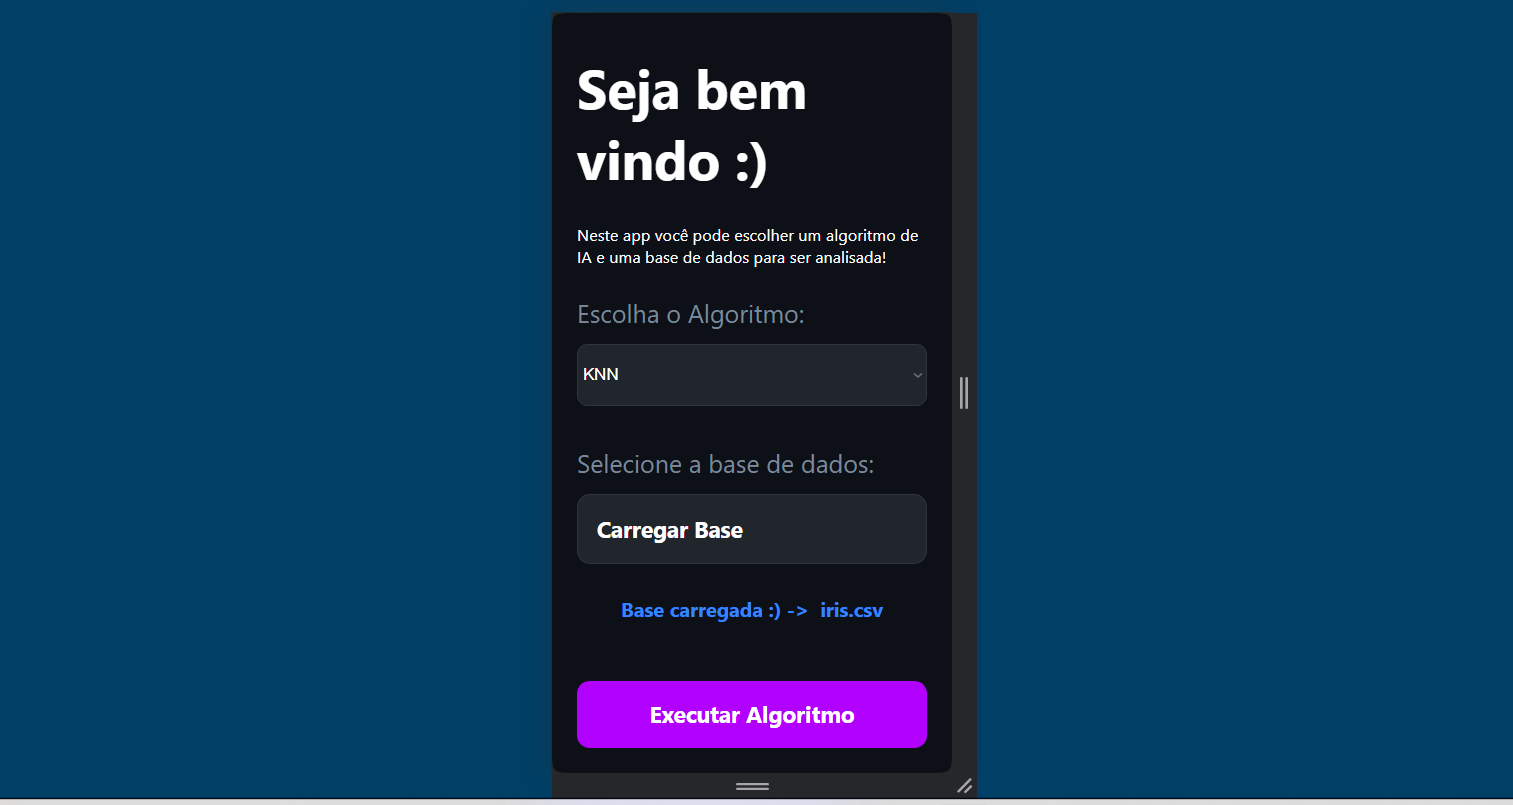 Seja bem
vindo :)
Neste app você pode escolher um algoritmo de
IA e uma base de dados para ser analisada!
Escolha o Algoritmo:
KNN
Selecione a base de dados:
Carregar Base
Base carregada :) -> iris.csv
Executar Algoritmo